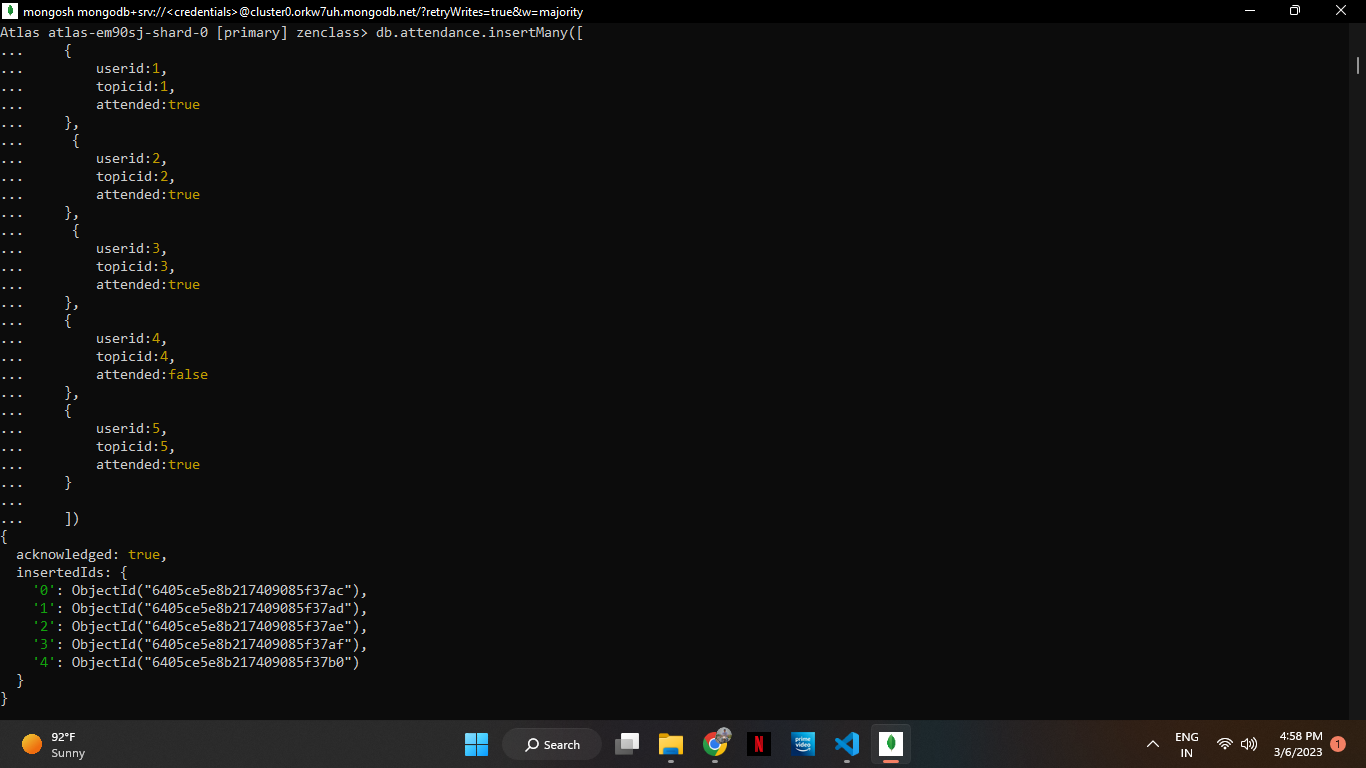 mongosh mongodb+srv://<credentials>@cluster0.orkw7uh.mongodb.net/?retryWrites=true&w=majority
Atlas atlas-em90sj-shard-0 [primary] zenclass> db.attendance.insertMany([
...     {
...         userid:1,
...         topicid:1,
...         attended:true
...     },
...      {
...         userid:2,
...         topicid:2,
...         attended:true
...     },
...      {
...         userid:3,
...         topicid:3,
...         attended:true
...     },
...     {
...         userid:4,
...         topicid:4,
...         attended:false
...     },
...     {
...         userid:5,
...         topicid:5,
...         attended:true
...     }
...
...     ])
{
  acknowledged: true,
  insertedIds: {
    '0': ObjectId("6405ce5e8b217409085f37ac"),
    '1': ObjectId("6405ce5e8b217409085f37ad"),
    '2': ObjectId("6405ce5e8b217409085f37ae"),
    '3': ObjectId("6405ce5e8b217409085f37af"),
    '4': ObjectId("6405ce5e8b217409085f37b0")
  }
}
92°F
Sunny
Search
N
prime video
ENG
IN
4:58 PM
3/6/2023
1